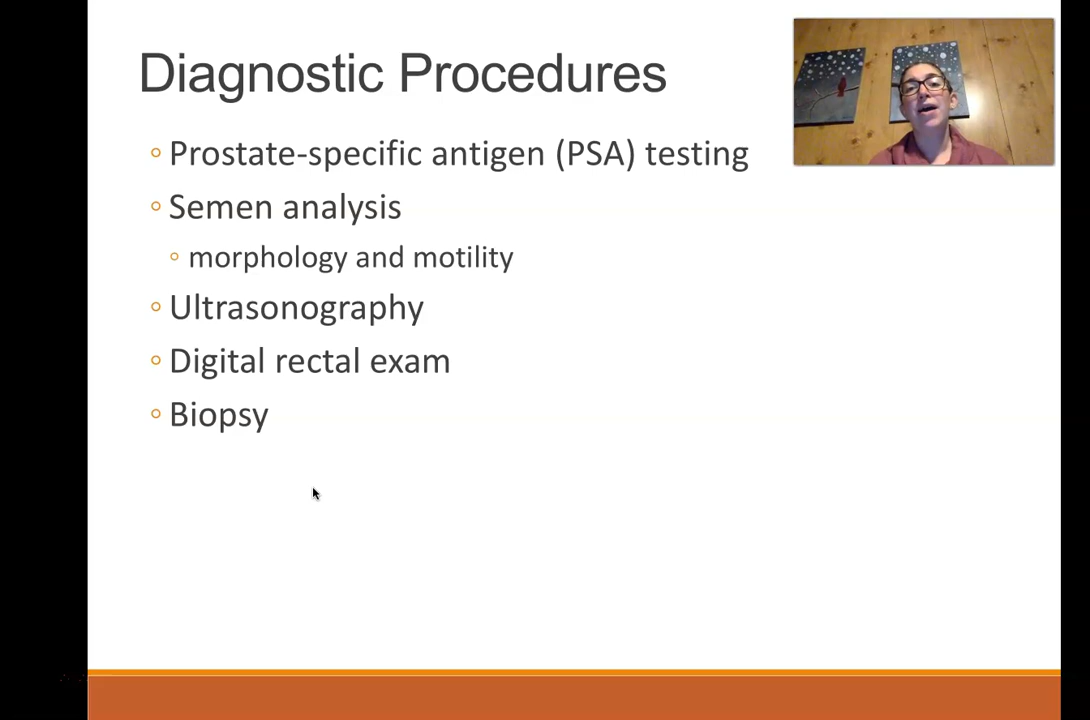 Diagnostic Procedures
◦ Prostate-specific antigen (PSA) testing
◦ Semen analysis
◦ morphology and motility
◦ Ultrasonography
◦ Digital rectal exam
◦ Biopsy